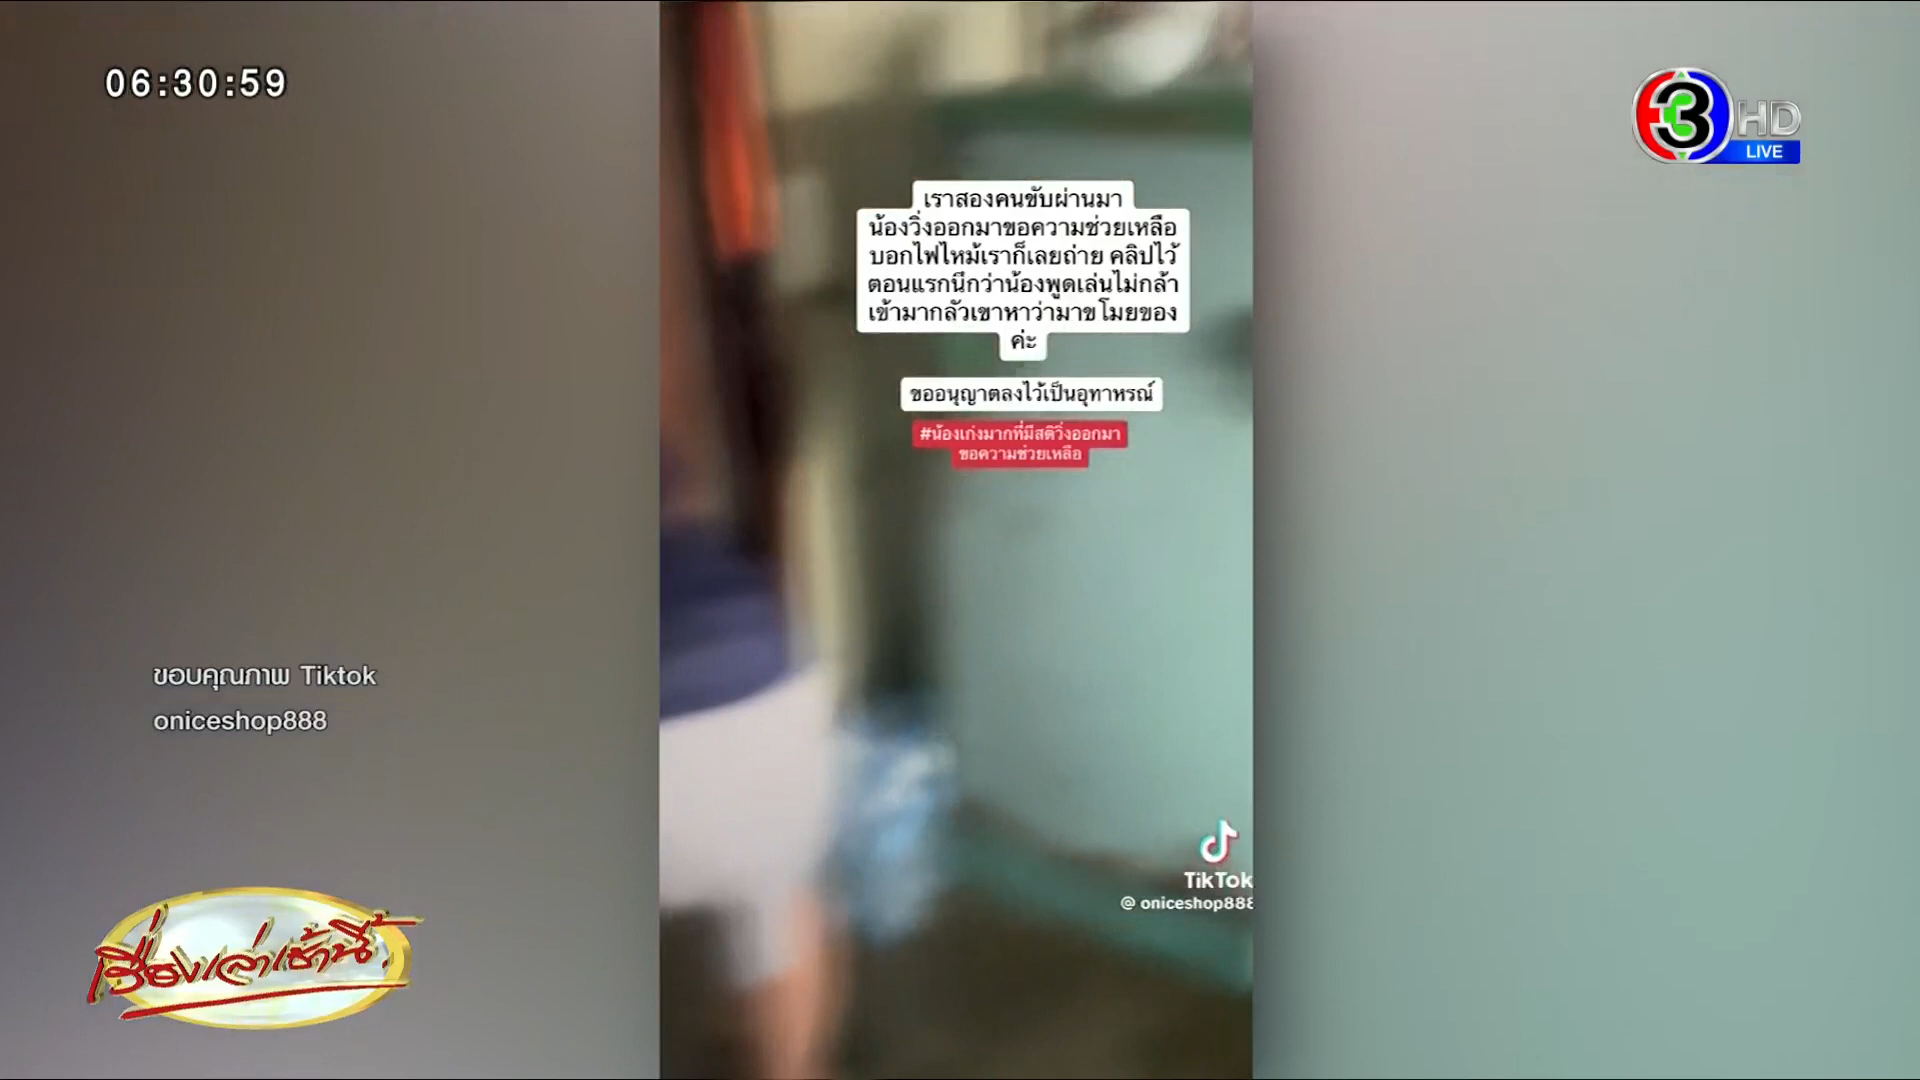 06:30:59
3 HD
LIVE
เราสองคนขับผ่านมา
น้องวิ่งออกมาขอความช่วยเหลือ
บอกไฟไหม้เราก็เลยถ่าย คลิปไว้
ตอนแรกนึกว่าน้องพูดเล่นไม่กล้า
เข้ามากลัวเขาหาว่ามาขโมยของ
ค่ะ
ขออนุญาตลงไว้เป็นอุทาหรณ์
#น้องเก่งมากที่มีสติวิ่งออกมา
ขอความช่วยเหลือ
ขอบคุณภาพ Tiktok
oniceshop888
TikTok
@ oniceshop888
เรื่องเล่าเช้านี้